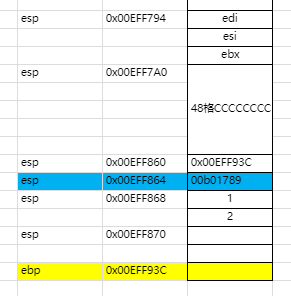 esp 0x00EFF794 edi
esi
ebx
esp 0x00EFF7A0
48格CCCCCCCC
esp 0x00EFF860 0x00EFF93C
esp 0x00EFF864 00b01789
esp 0x00EFF868 1
2
esp 0x00EFF870
ebp 0x00EFF93C